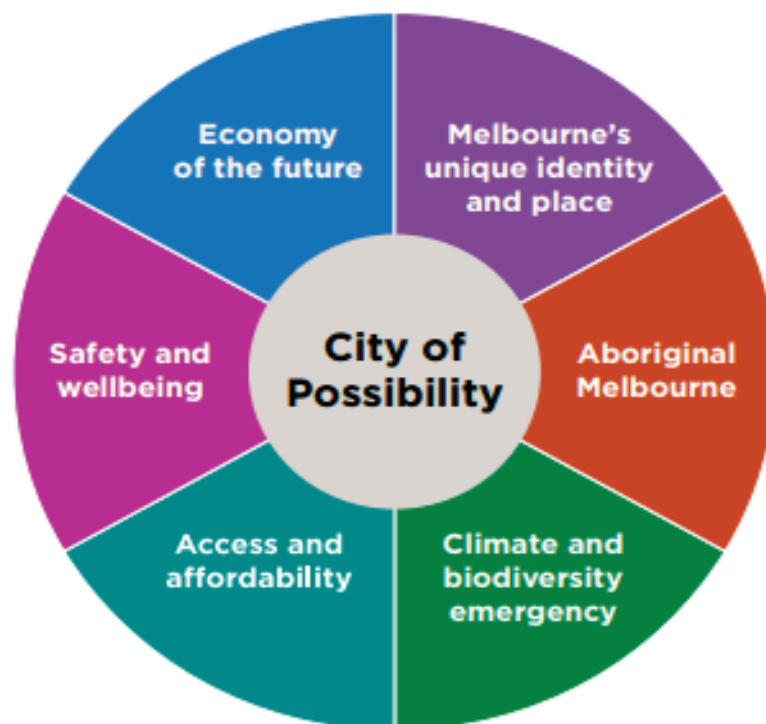 Economy
of the future
Melbourne's
unique identity
and place
Safety and
wellbeing
City of
Possibility
Aboriginal
Melbourne
Access and
affordability
Climate and
biodiversity
emergency